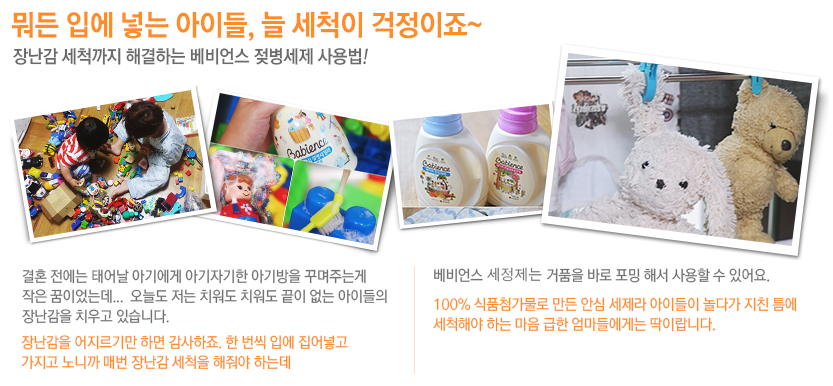 뭐든 입에 넣는 아이들, 늘 세척이 걱정이죠~
장난감 세척까지 해결하는 베비언스 젖병세제 사용법!
Babience
Babience
Babience
결혼 전에는 태어날 아기에게 아기자기한 아기방을 꾸며주는게
작은 꿈이었는데... 오늘도 저는 치워도 치워도 끝이 없는 아이들의
장난감을 치우고 있습니다.
장난감을 어지르기만 하면 감사하죠. 한 번씩 입에 집어넣고
가지고 노니까 매번 장난감 세척을 해줘야 하는데
베비언스 세정제는 거품을 바로 포밍 해서 사용할 수 있어요.
100% 식품첨가물로 만든 안심 세제라 아이들이 놀다가 지친 틈에
세척해야 하는 마음 급한 엄마들에게는 딱이랍니다.